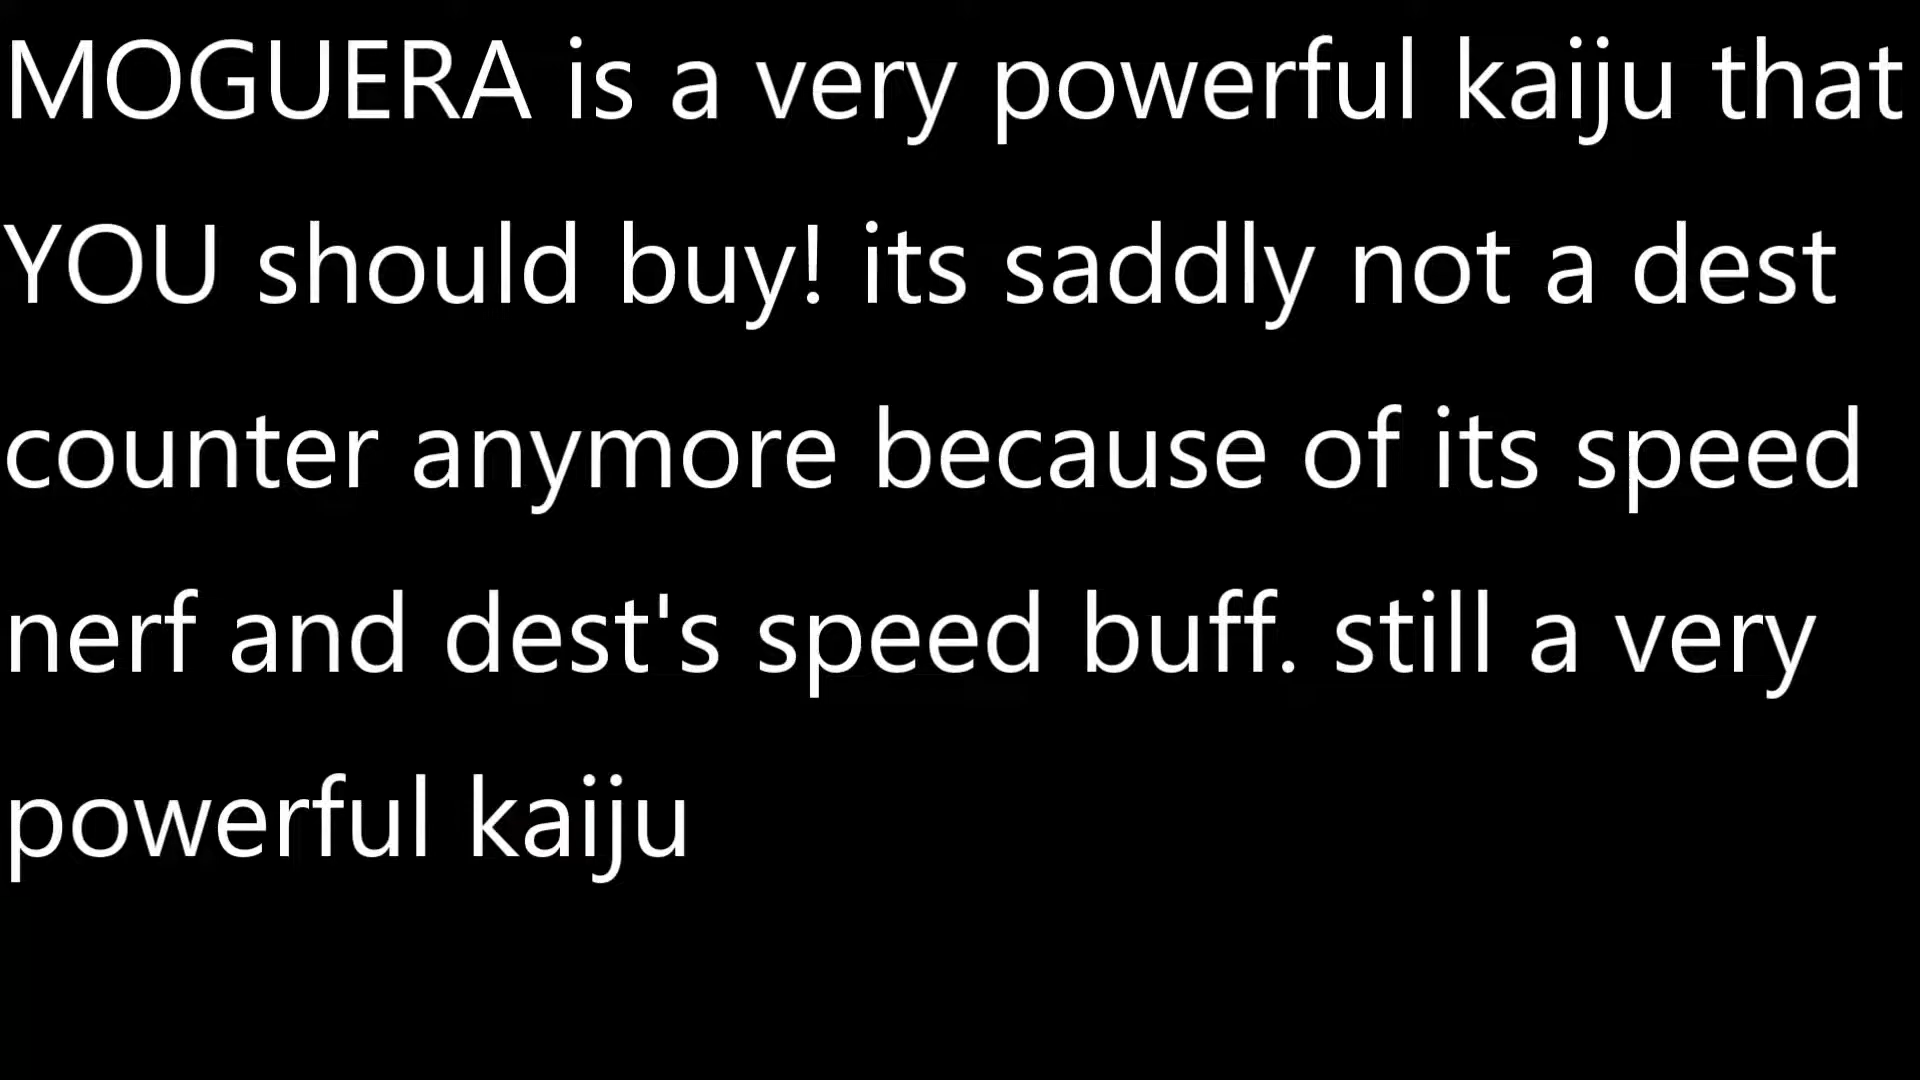 MOGUERA is a very powerful kaiju that
YOU should buy! its saddly not a dest
counter anymore because of its speed
nerf and dest's speed buff. still a very
powerful kaiju